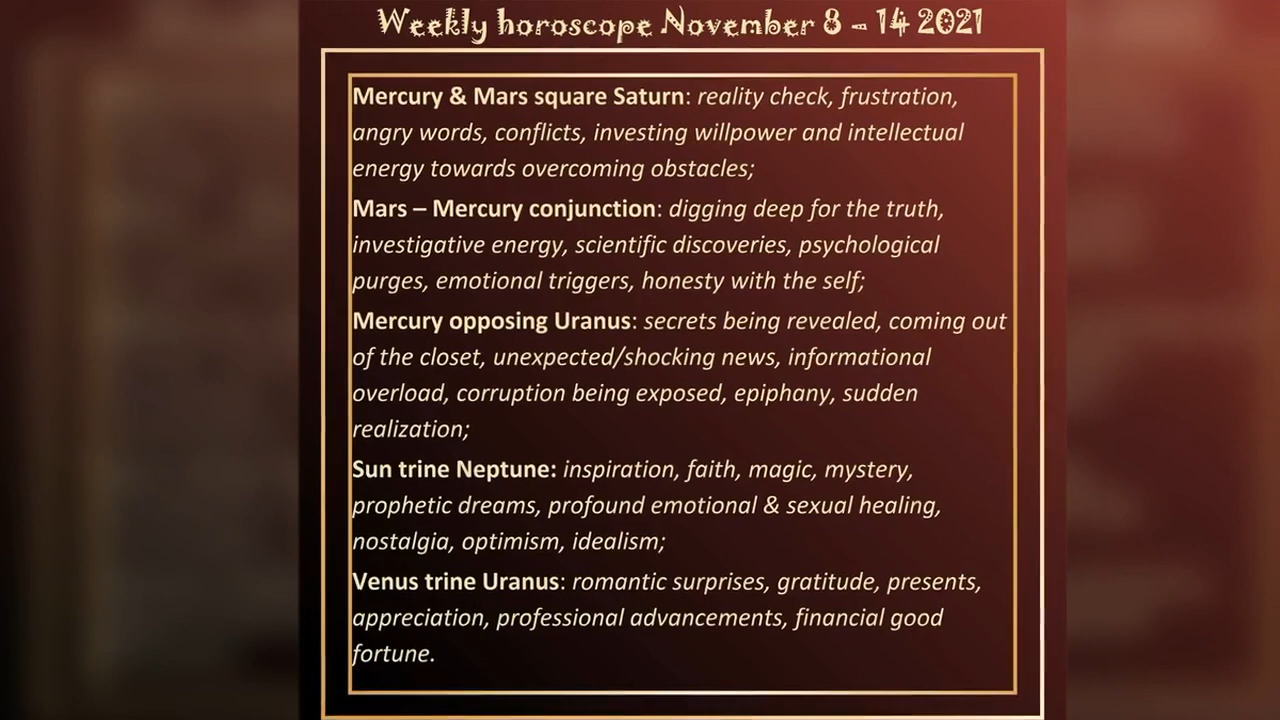 Weekly horoscope November 8 - 14 2021
Mercury & Mars square Saturn: reality check, frustration,
angry words, conflicts, investing willpower and intellectual
energy towards overcoming obstacles;
Mars – Mercury conjunction: digging deep for the truth,
investigative energy, scientific discoveries, psychological
purges, emotional triggers, honesty with the self;
Mercury opposing Uranus: secrets being revealed, coming out
of the closet, unexpected/shocking news, informational
overload, corruption being exposed, epiphany, sudden
realization;
Sun trine Neptune: inspiration, faith, magic, mystery,
prophetic dreams, profound emotional & sexual healing,
nostalgia, optimism, idealism;
Venus trine Uranus: romantic surprises, gratitude, presents,
appreciation, professional advancements, financial good
fortune.